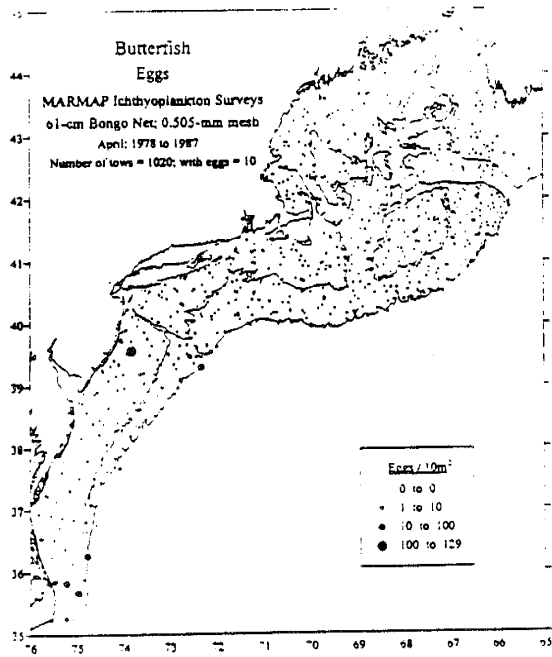 Butterfish
Eggs
MARMAP Ichthyoplankton Surveys
61-cm Bongo Net; 0.505-mm mesh
April; 1978 to 1987
Number of tows = 1020; with eggs = 10
44
43
42
41
40
39
38
37
36
35
Eggs / 10m²
0 to 0
1 to 10
10 to 100
100 to 129
76 75 74 73 72 71 70 69 68 67 66 65